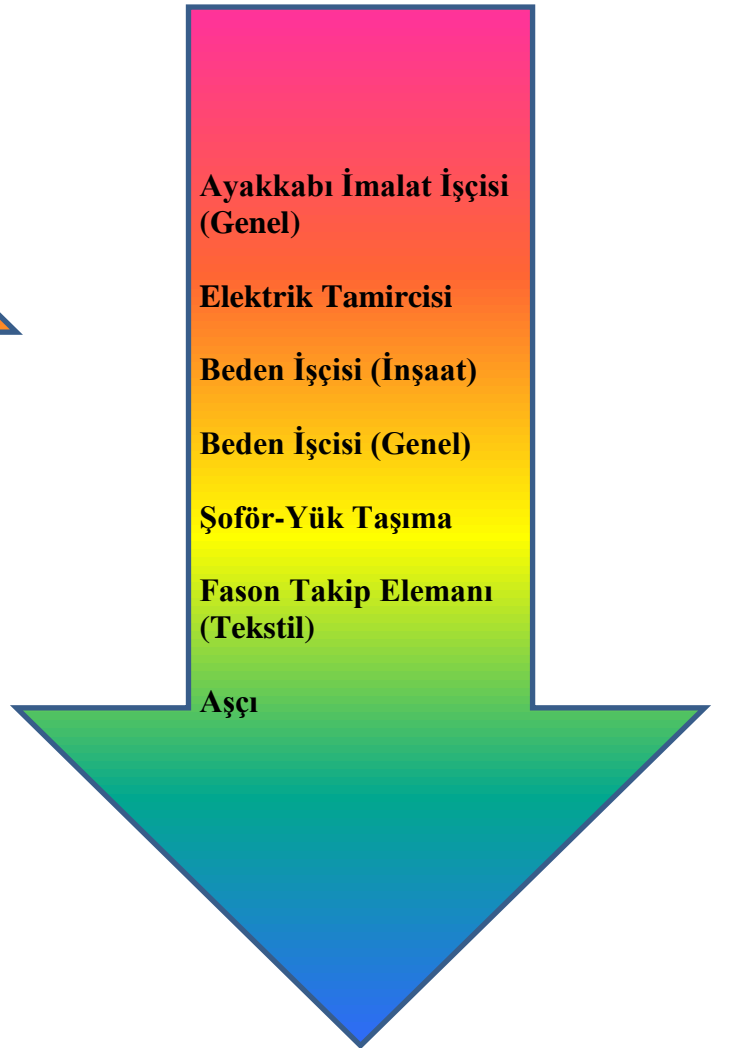 Ayakkabı İmalat İşçisi
(Genel)
Elektrik Tamircisi
Beden İşçisi (İnşaat)
Beden İşcisi (Genel)
Şoför-Yük Taşıma
Fason Takip Elemanı
(Tekstil)
Aşçı